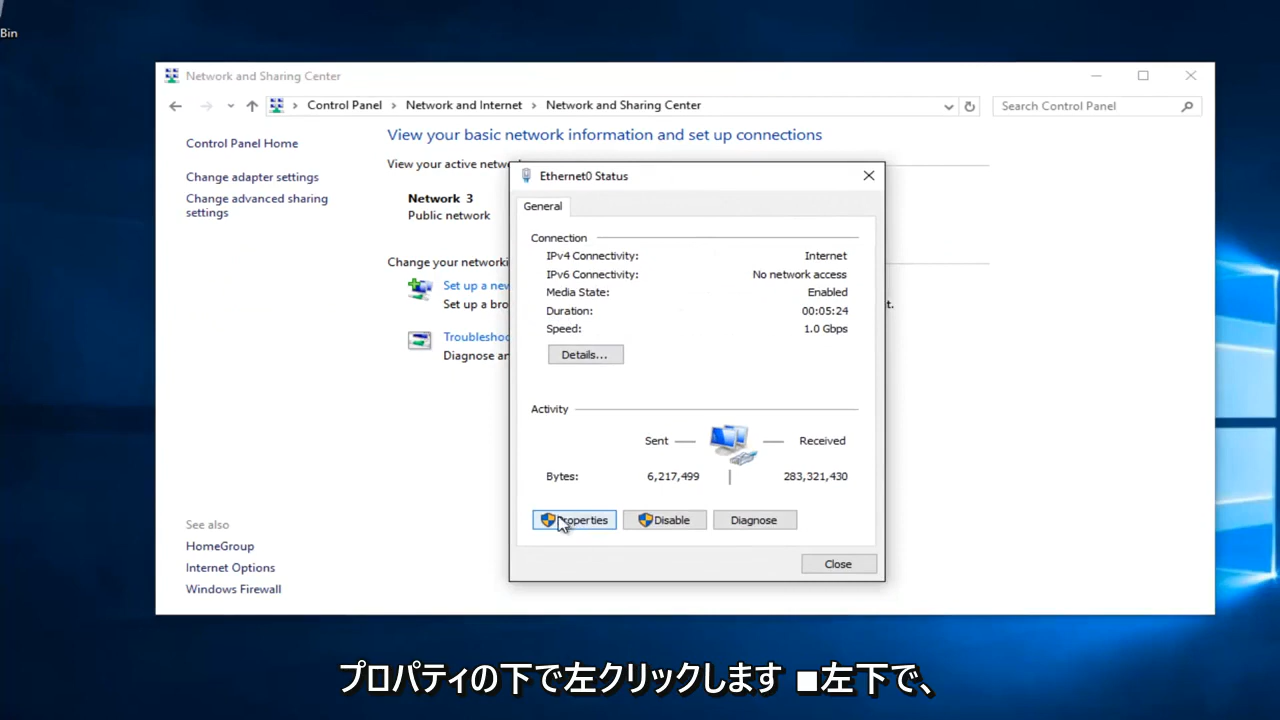 Bin
Network and Sharing Center
Control Panel > Network and Internet > Network and Sharing Center
Search Control Panel
Control Panel Home
Change adapter settings
Change advanced sharing
settings
View your basic network information and set up connections
View your active netwo
Network 3
Public network
Change your networki
Set up a new
Set up a bro
t.
Troubleshoo
Diagnose an
See also
HomeGroup
Internet Options
Windows Firewall
Ethernet0 Status
General
Connection
IPv4 Connectivity: Internet
IPv6 Connectivity: No network access
Media State: Enabled
Duration: 00:05:24
Speed: 1.0 Gbps
Details...
Activity
Sent Received
Bytes: 6,217,499 283,321,430
Properties Disable Diagnose
Close
プロパティの下で左クリックします ■左下で、